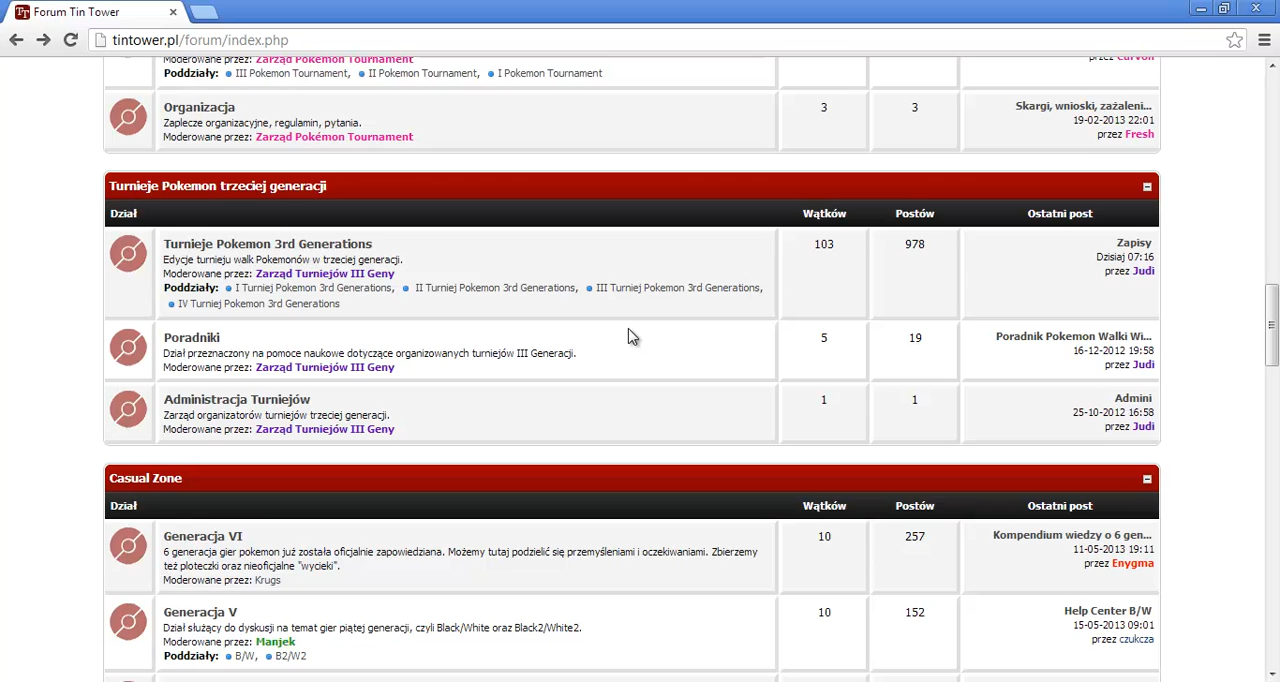 Forum Tin Tower
tintower.pl/forum/index.php
Moderowane przez: Zarząd Pokemon Tournament
przez Curvon
Poddziały: III Pokemon Tournament, II Pokemon Tournament, I Pokemon Tournament
Organizacja
Zaplecze organizacyjne, regulamin, pytania.
Moderowane przez: Zarząd Pokémon Tournament
3
3
Skargi, wnioski, zażaleni...
19-02-2013 22:01
przez Fresh
Turnieje Pokemon trzeciej generacji
Dział
Wątków
Postów
Ostatni post
Turnieje Pokemon 3rd Generations
Edycje turnieju walk Pokemonów w trzeciej generacji.
Moderowane przez: Zarząd Turniejów III Geny
Poddziały: I Turniej Pokemon 3rd Generations, II Turniej Pokemon 3rd Generations, III Turniej Pokemon 3rd Generations,
IV Turniej Pokemon 3rd Generations
103
978
Zapisy
Dzisiaj 07:16
przez Judi
Poradniki
Dział przeznaczony na pomoce naukowe dotyczące organizowanych turniejów III Generacji.
Moderowane przez: Zarząd Turniejów III Geny
5
19
Poradnik Pokemon Walki Wi...
16-12-2012 19:58
przez Judi
Administracja Turniejów
Zarząd organizatorów turniejów trzeciej generacji.
Moderowane przez: Zarząd Turniejów III Geny
1
1
Admini
25-10-2012 16:58
przez Judi
Casual Zone
Dział
Wątków
Postów
Ostatni post
Generacja VI
6 generacja gier pokemon już została oficjalnie zapowiedziana. Możemy tutaj podzielić się przemyśleniami i oczekiwaniami. Zbierzemy
też ploteczki oraz nieoficjalne "wycieki".
Moderowane przez: Krugs
10
257
Kompendium wiedzy o 6 gen...
11-05-2013 19:11
przez Enygma
Generacja V
Dział służący do dyskusji na temat gier piątej generacji, czyli Black/White oraz Black2/White2.
Moderowane przez: Manjek
Poddziały: B/W, B2/W2
10
152
Help Center B/W
15-05-2013 09:01
przez czukcza